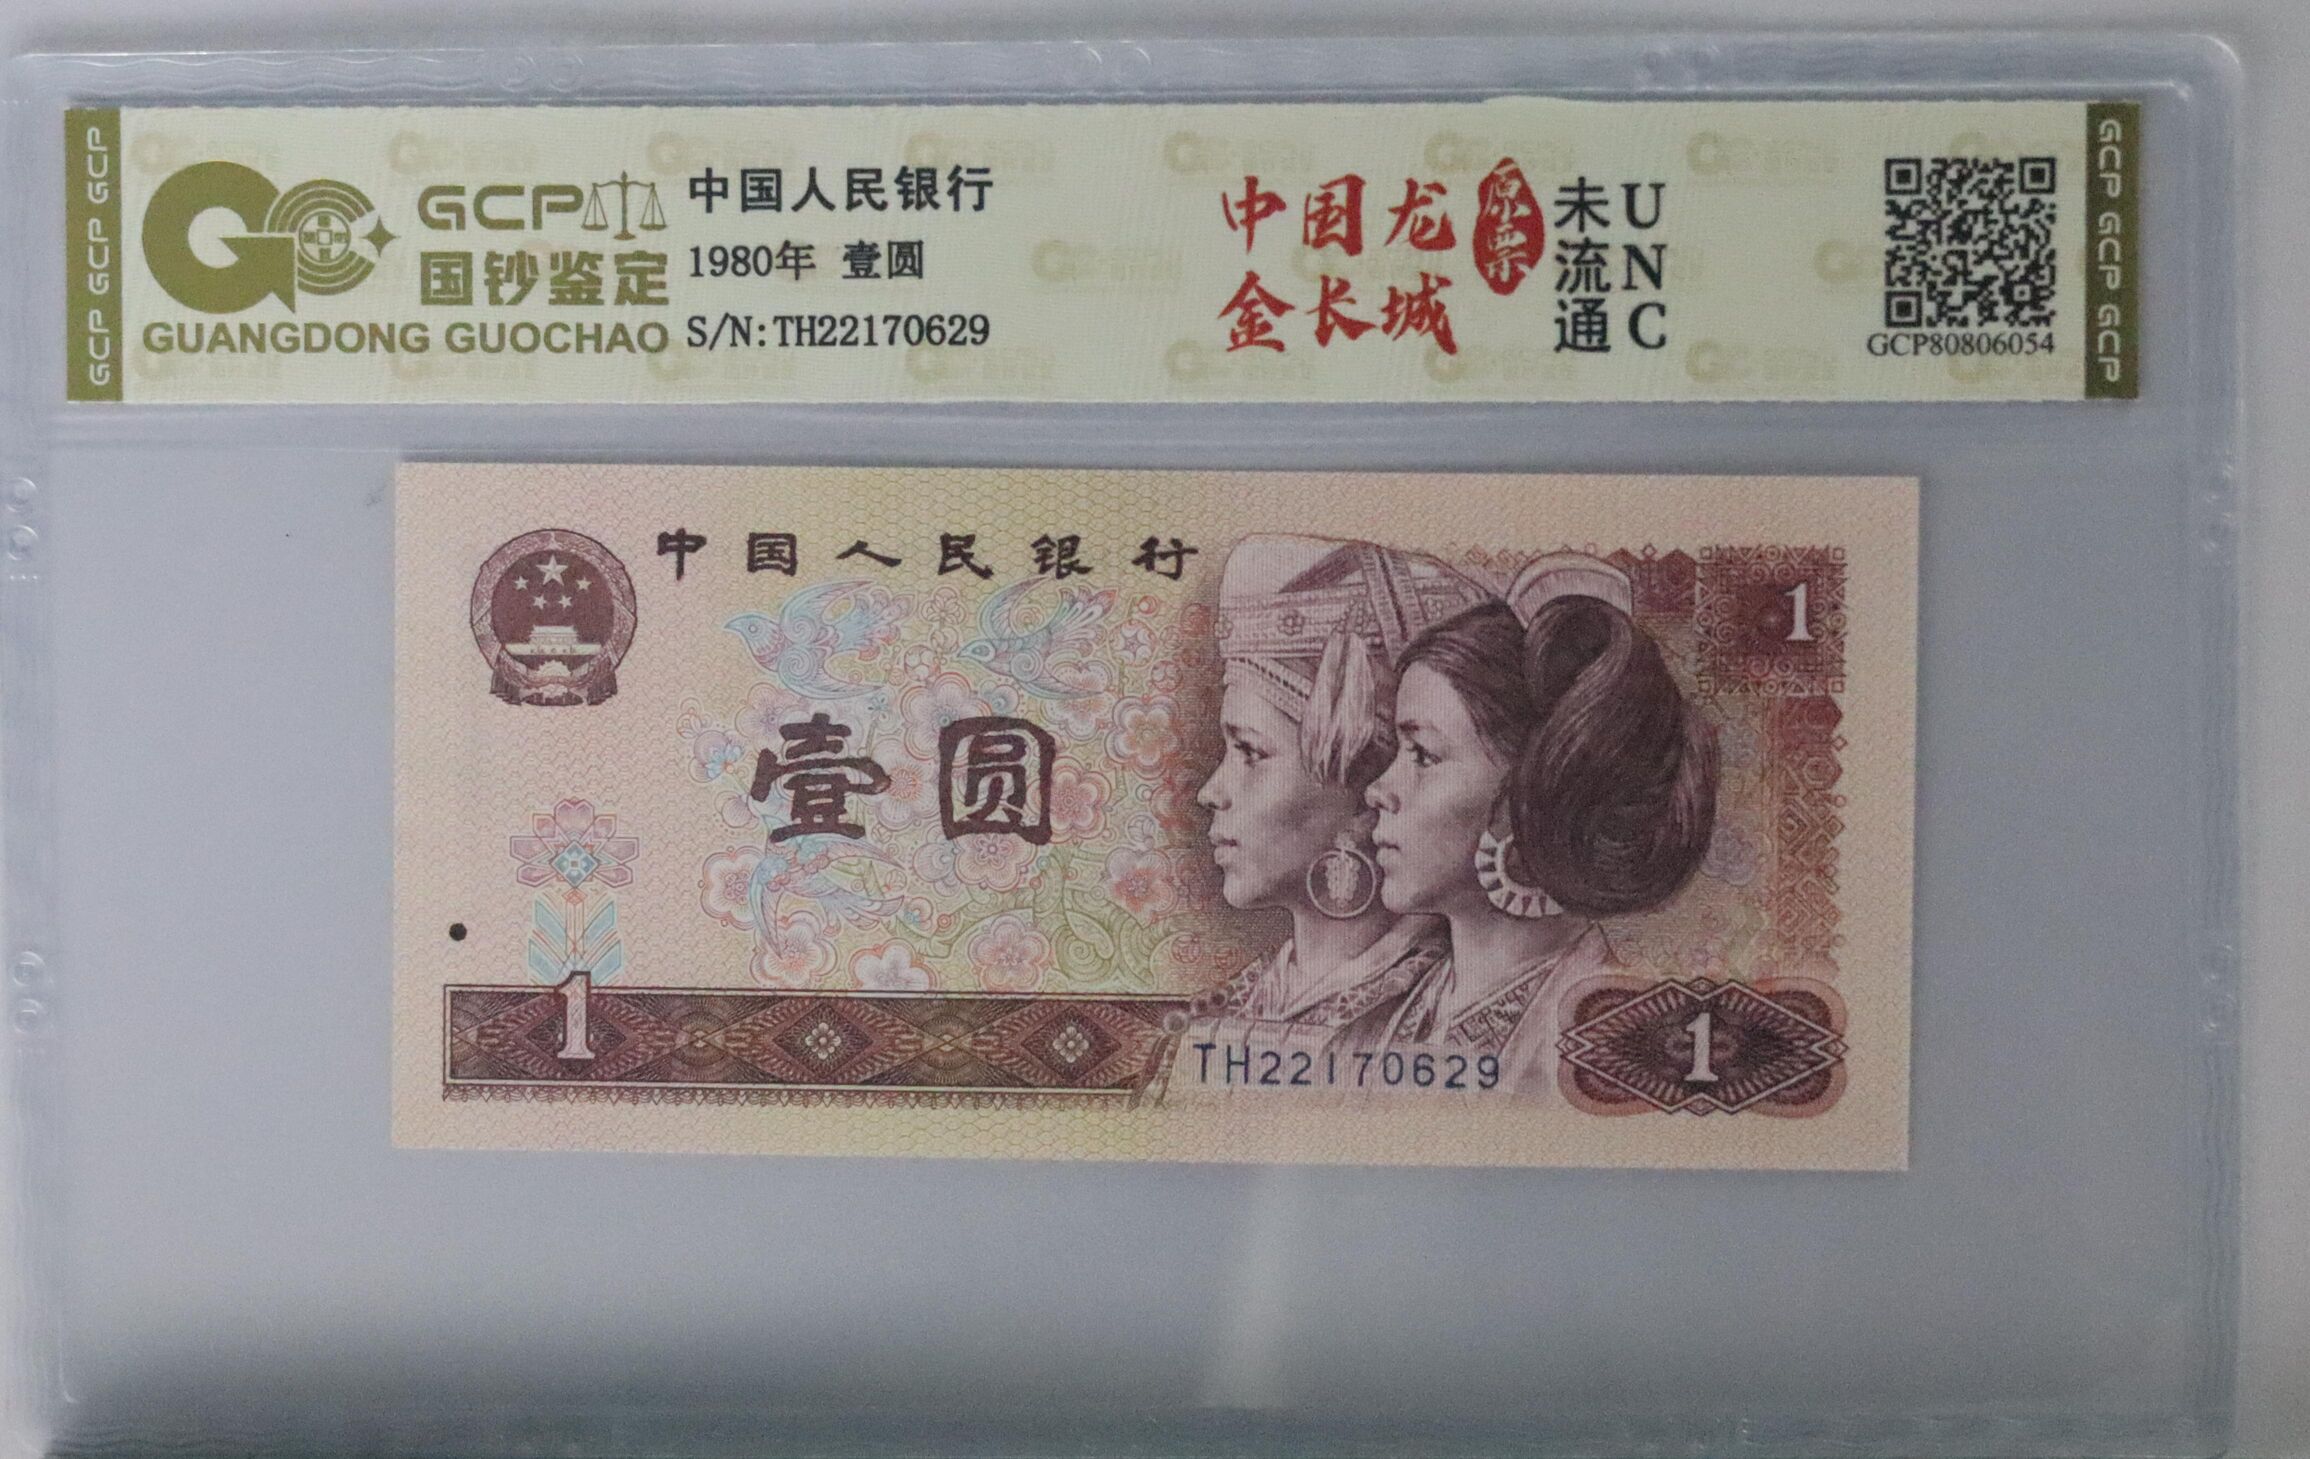 GCP GCP GCP
GCP
国钞鉴定
GUANGDONG GUOCHAO
中国人民银行
1980年 壹圆
S/N:TH22170629
中国龙
金长城
原票
未流通
UNC
GCP80806054
GCP GCP GCP
中国人民银行
1
壹圆
1
TH22170629
1